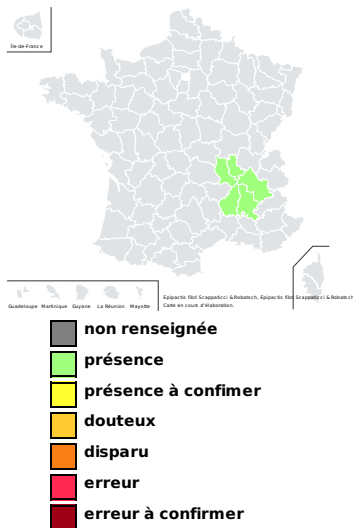 Île-de-France
Guadeloupe Martinique Guyane La Réunion Mayotte
Epipactis fibri Scappaticci & Robatsch, Epipactis fibri Scappaticci & Robatsch
Carte en cours d'élaboration.
non renseignée
présence
présence à confimer
douteux
disparu
erreur
erreur à confirmer